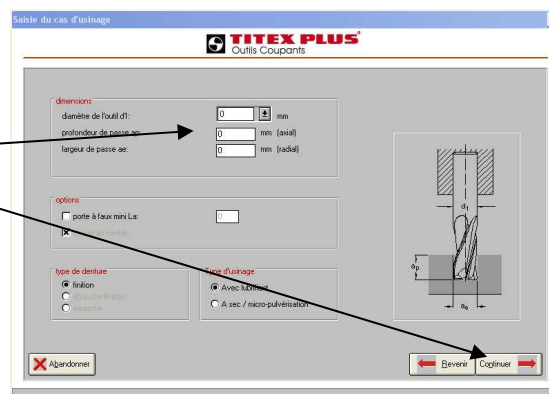 Saisie du cas d'usinage
TITEX PLUS
Outils Coupants
dimensions
diamètre de l'outil d1: 0 mm
profondeur de passe ap: 0 mm (axial)
largeur de passe ae: 0 mm (radial)
options
porte à faux mini La: 0
type de denture
finition
ébauche
type d'usinage
Avec lubrifiant
A sec / micro-pulvérisation
d1
ap
ae
Abandonner
Revenir
Continuer